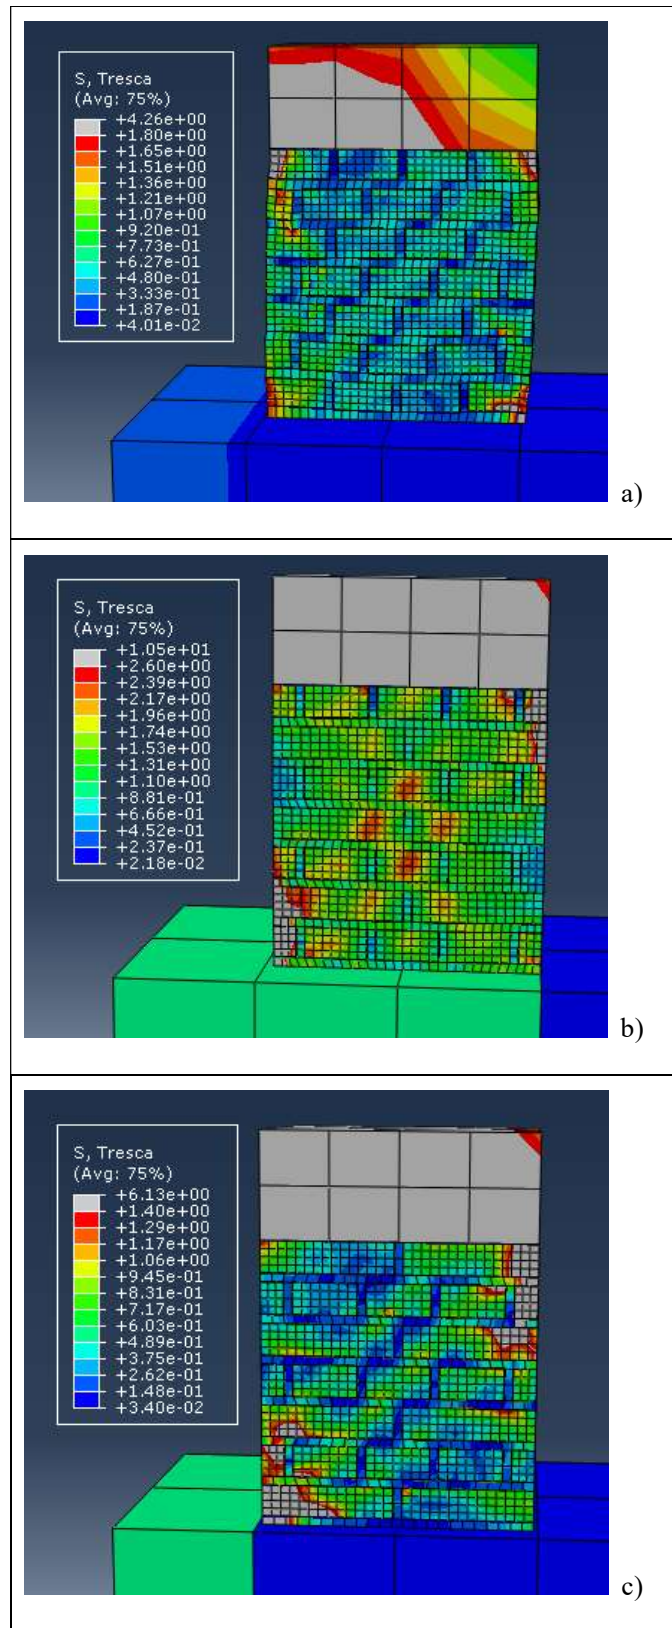 S, Tresca
(Avg: 75%)
+4.26e+00
+1.80e+00
+1.65e+00
+1.51e+00
+1.36e+00
+1.21e+00
+1.07e+00
+9.20e-01
+7.73e-01
+6.27e-01
+4.80e-01
+3.33e-01
+1.87e-01
+4.01e-02
a)
S, Tresca
(Avg: 75%)
+1.05e+01
+2.60e+00
+2.39e+00
+2.17e+00
+1.96e+00
+1.74e+00
+1.53e+00
+1.31e+00
+1.10e+00
+8.81e-01
+6.66e-01
+4.52e-01
+2.37e-01
+2.18e-02
b)
S, Tresca
(Avg: 75%)
+6.13e+00
+1.40e+00
+1.29e+00
+1.17e+00
+1.06e+00
+9.45e-01
+8.31e-01
+7.17e-01
+6.03e-01
+4.89e-01
+3.75e-01
+2.62e-01
+1.48e-01
+3.40e-02
c)